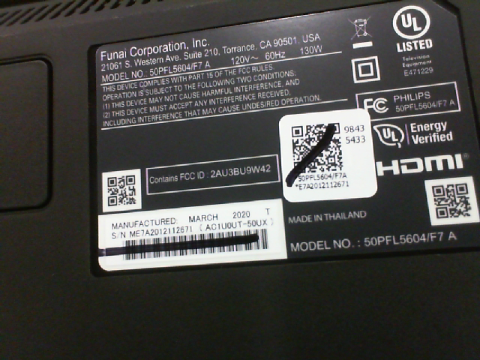 Funai Corporation, Inc.
21061 S. Western Ave. Suite 210, Torrance, CA 90501, USA
MODEL NO.: 50PFL5604/F7 A 120V~ 60Hz 130W
THIS DEVICE COMPLIES WITH PART 15 OF THE FCC RULES.
OPERATION IS SUBJECT TO THE FOLLOWING TWO CONDITIONS:
(1) THIS DEVICE MAY NOT CAUSE HARMFUL INTERFERENCE, AND
(2) THIS DEVICE MUST ACCEPT ANY INTERFERENCE RECEIVED,
INCLUDING INTERFERENCE THAT MAY CAUSE UNDESIRED OPERATION.
UL
LISTED
Television
Equipment
E471229
FC PHILIPS
50PFL5604/F7 A
UL Energy
Verified
HDMI
9843
5433
50PFL5604/F7A
*E7A2012112671
Contains FCC ID : 2AU3BU9W42
MANUFACTURED: MARCH 2020 T
S/N ME7A2012112671 ( AC1U0UT-50UX )
MADE IN THAILAND
MODEL NO. : 50PFL5604/F7 A